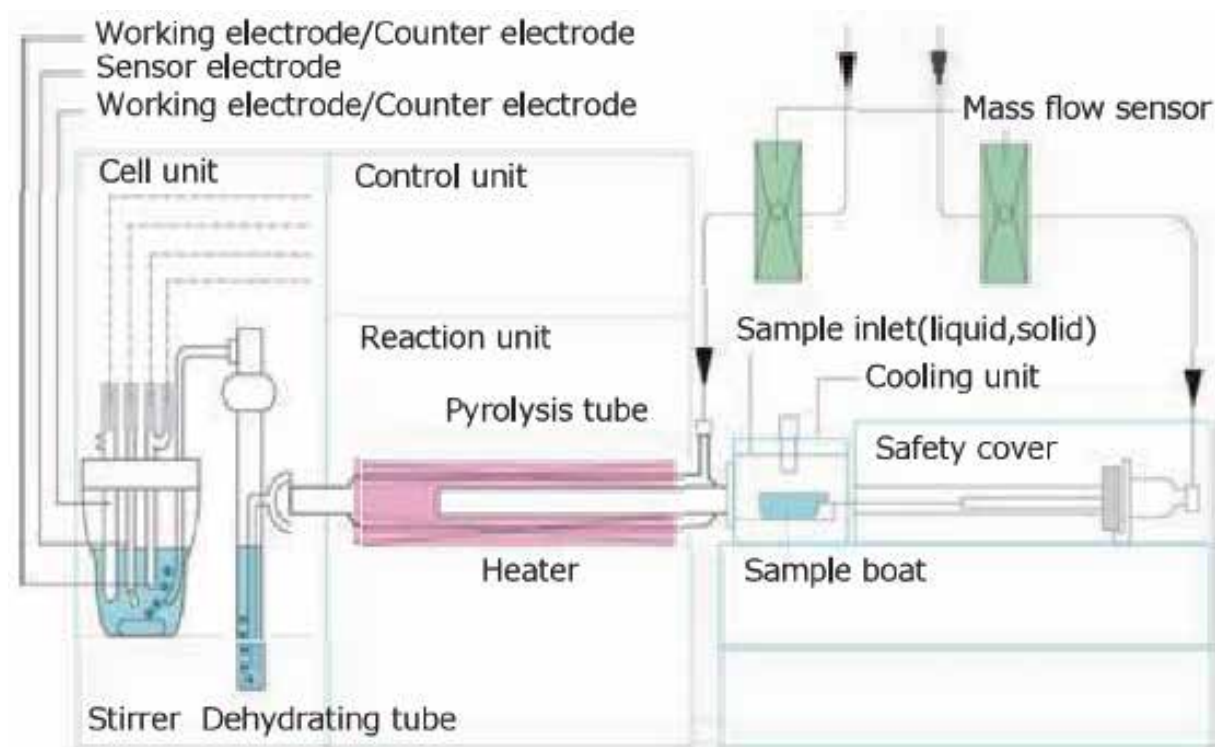 Working electrode/Counter electrode
Sensor electrode
Working electrode/Counter electrode
Mass flow sensor
Cell unit
Control unit
Sample inlet(liquid,solid)
Reaction unit
Cooling unit
Pyrolysis tube
Safety cover
Heater
Sample boat
Stirrer Dehydrating tube